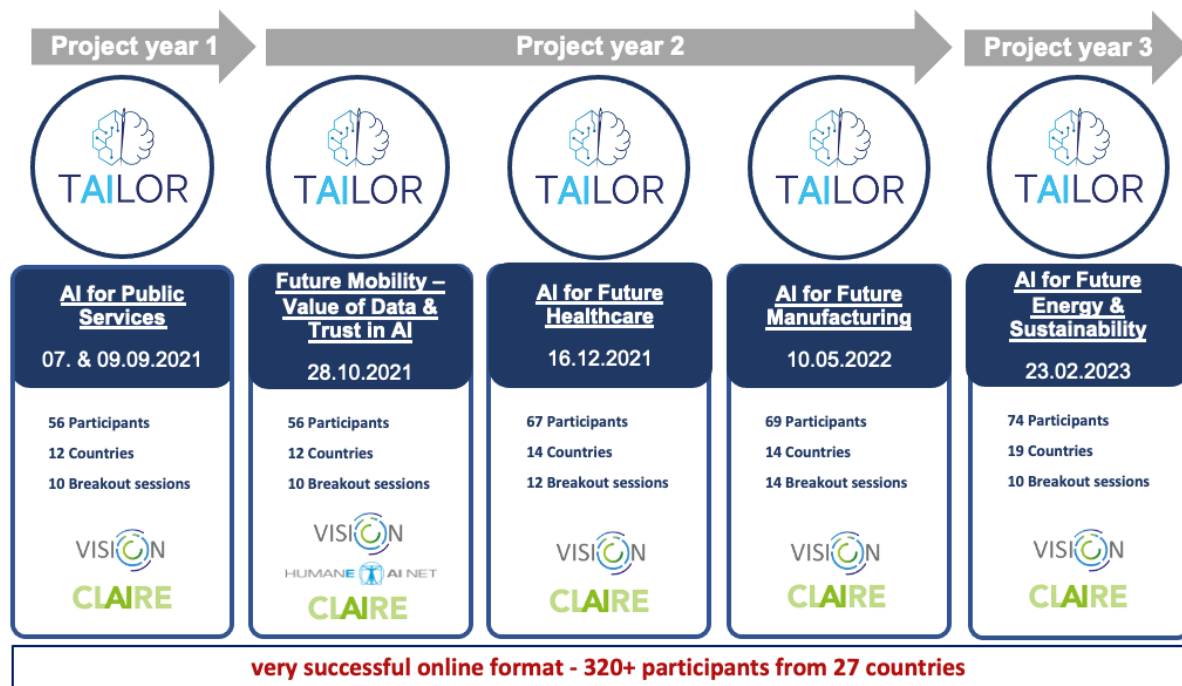 Project year 1
Project year 2
Project year 3
TAILOR
TAILOR
TAILOR
TAILOR
TAILOR
AI for Public
Services
07. & 09.09.2021
56 Participants
12 Countries
10 Breakout sessions
VISION
CLAIRE
Future Mobility –
Value of Data &
Trust in AI
28.10.2021
56 Participants
12 Countries
10 Breakout sessions
VISION
HUMANE AI NET
CLAIRE
AI for Future
Healthcare
16.12.2021
67 Participants
14 Countries
12 Breakout sessions
VISION
CLAIRE
AI for Future
Manufacturing
10.05.2022
69 Participants
14 Countries
14 Breakout sessions
VISION
CLAIRE
AI for Future
Energy &
Sustainability
23.02.2023
74 Participants
19 Countries
10 Breakout sessions
VISION
CLAIRE
very successful online format - 320+ participants from 27 countries